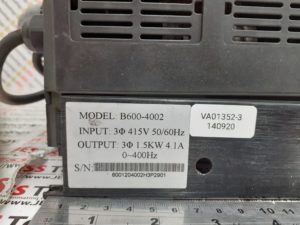 MODEL B600-4002
INPUT: 3Φ 415V 50/60Hz
OUTPUT: 3Φ 1.5KW 4.1A
0~400Hz
S/N:
6001204002H3P2901
VA01352-3
140920